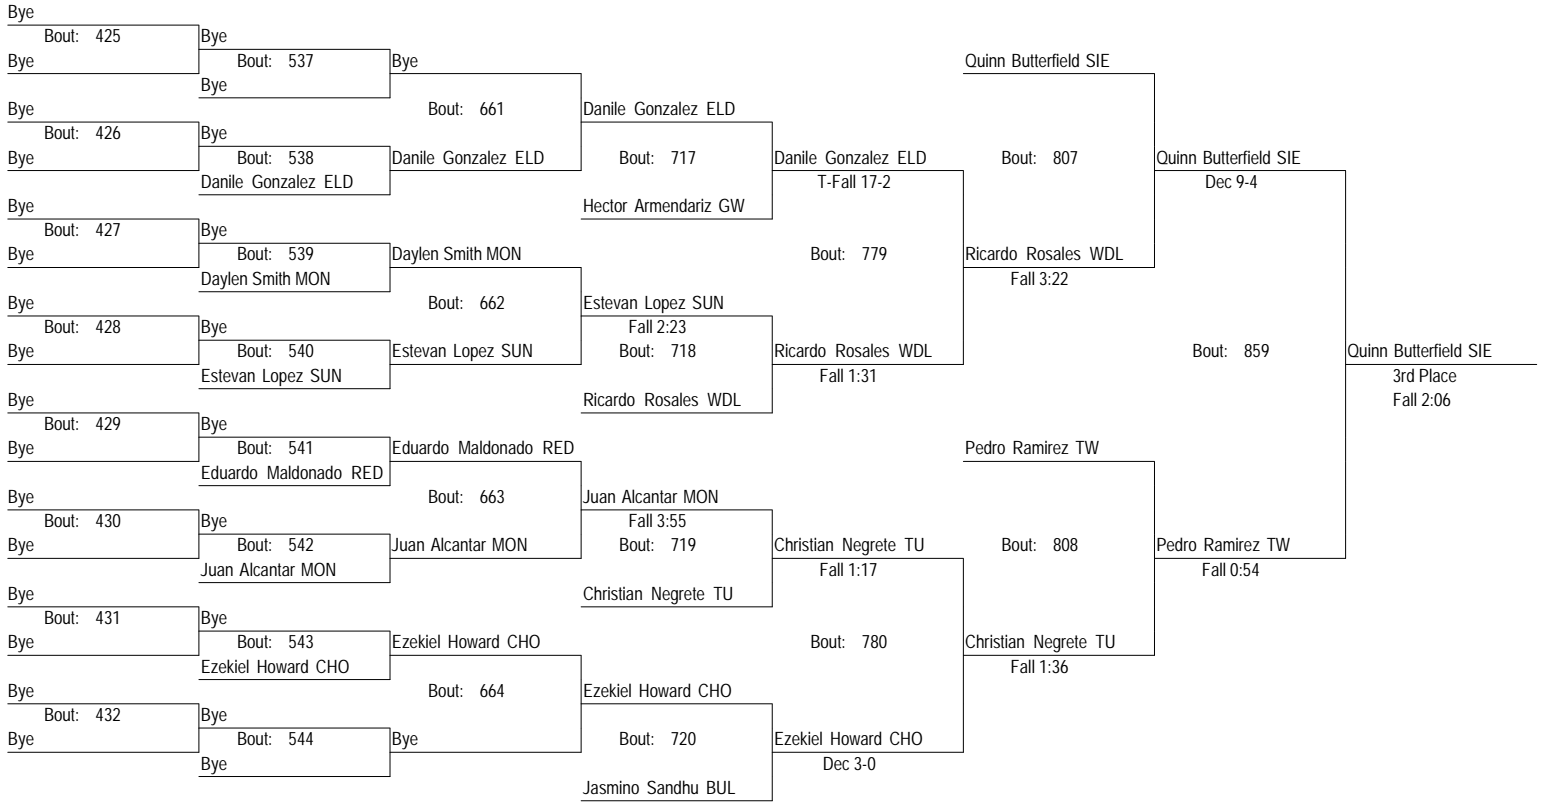 Bye
Bout: 425 Bye
Bye Bout: 537 Bye Quinn Butterfield SIE
Bye
Bye Bout: 661 Danile Gonzalez ELD
Bout: 426 Bye
Bye Bout: 538 Danile Gonzalez ELD Bout: 717 Danile Gonzalez ELD Bout: 807 Quinn Butterfield SIE
Danile Gonzalez ELD T-Fall 17-2 Dec 9-4
Bye Hector Armendariz GW
Bout: 427 Bye
Bye Bout: 539 Daylen Smith MON Bout: 779 Ricardo Rosales WDL
Daylen Smith MON Fall 3:22
Bye Bout: 662 Estevan Lopez SUN
Bout: 428 Bye Fall 2:23
Bye Bout: 540 Estevan Lopez SUN Bout: 718 Ricardo Rosales WDL Bout: 859 Quinn Butterfield SIE
Estevan Lopez SUN Fall 1:31 3rd Place
Bye Ricardo Rosales WDL Fall 2:06
Bout: 429 Bye
Bye Bout: 541 Eduardo Maldonado RED Pedro Ramirez TW
Eduardo Maldonado RED
Bye Bout: 663 Juan Alcantar MON
Bout: 430 Bye Fall 3:55
Bye Bout: 542 Juan Alcantar MON Bout: 719 Christian Negrete TU Bout: 808 Pedro Ramirez TW
Juan Alcantar MON Fall 1:17 Fall 0:54
Bye Christian Negrete TU
Bout: 431 Bye
Bye Bout: 543 Ezekiel Howard CHO Bout: 780 Christian Negrete TU
Ezekiel Howard CHO Fall 1:36
Bye Bout: 664 Ezekiel Howard CHO
Bout: 432 Bye
Bye Bout: 544 Bye Bout: 720 Ezekiel Howard CHO
Bye Dec 3-0
Jasmino Sandhu BUL